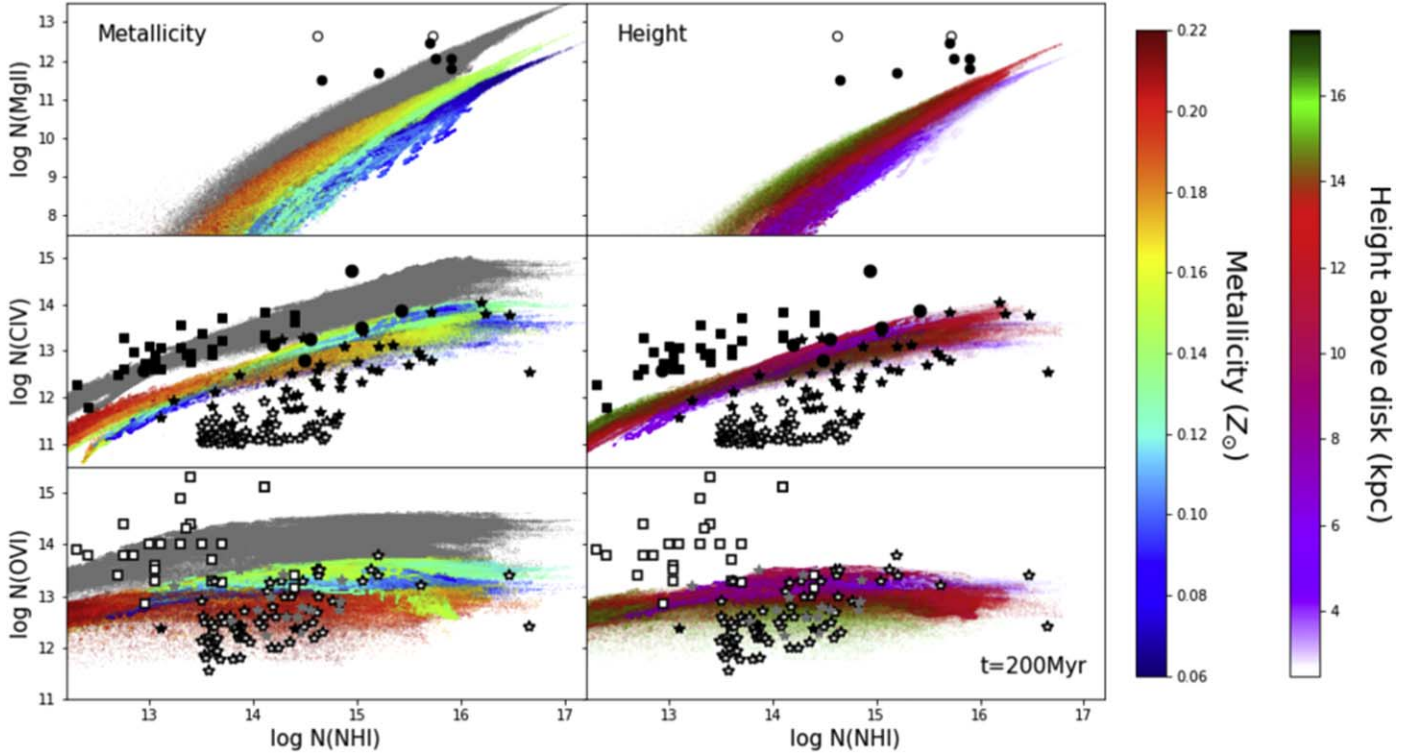 Metallicity
Height
log N(MgII)
13
12
11
10
9
8
log N(CIV)
15
14
13
12
11
log N(OVI)
15
14
13
12
11
t=200Myr
13 14 15 16 17
13 14 15 16 17
log N(NHI)
log N(NHI)
0.22
0.20
0.18
0.16
0.14
0.12
0.10
0.08
0.06
Metallicity (Z☉)
16
14
12
10
8
6
4
Height above disk (kpc)